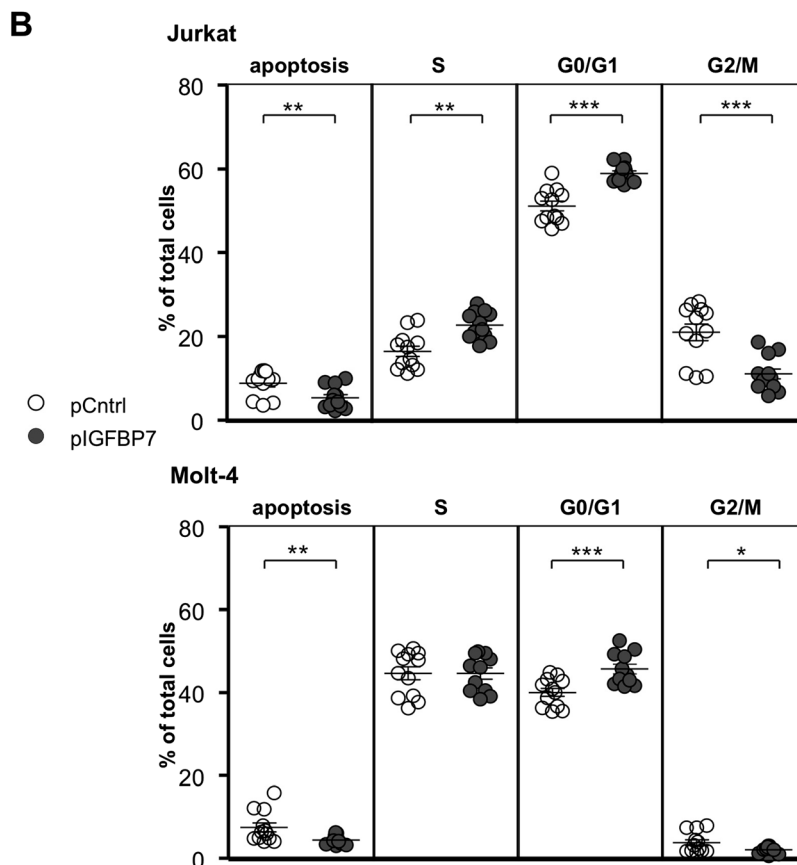 B
Jurkat
apoptosis S G0/G1 G2/M
80
** ** *** ***
60
40
20
0
% of total cells
pCntrl
pIGFBP7
Molt-4
apoptosis S G0/G1 G2/M
80
** *** *
60
40
20
0
% of total cells